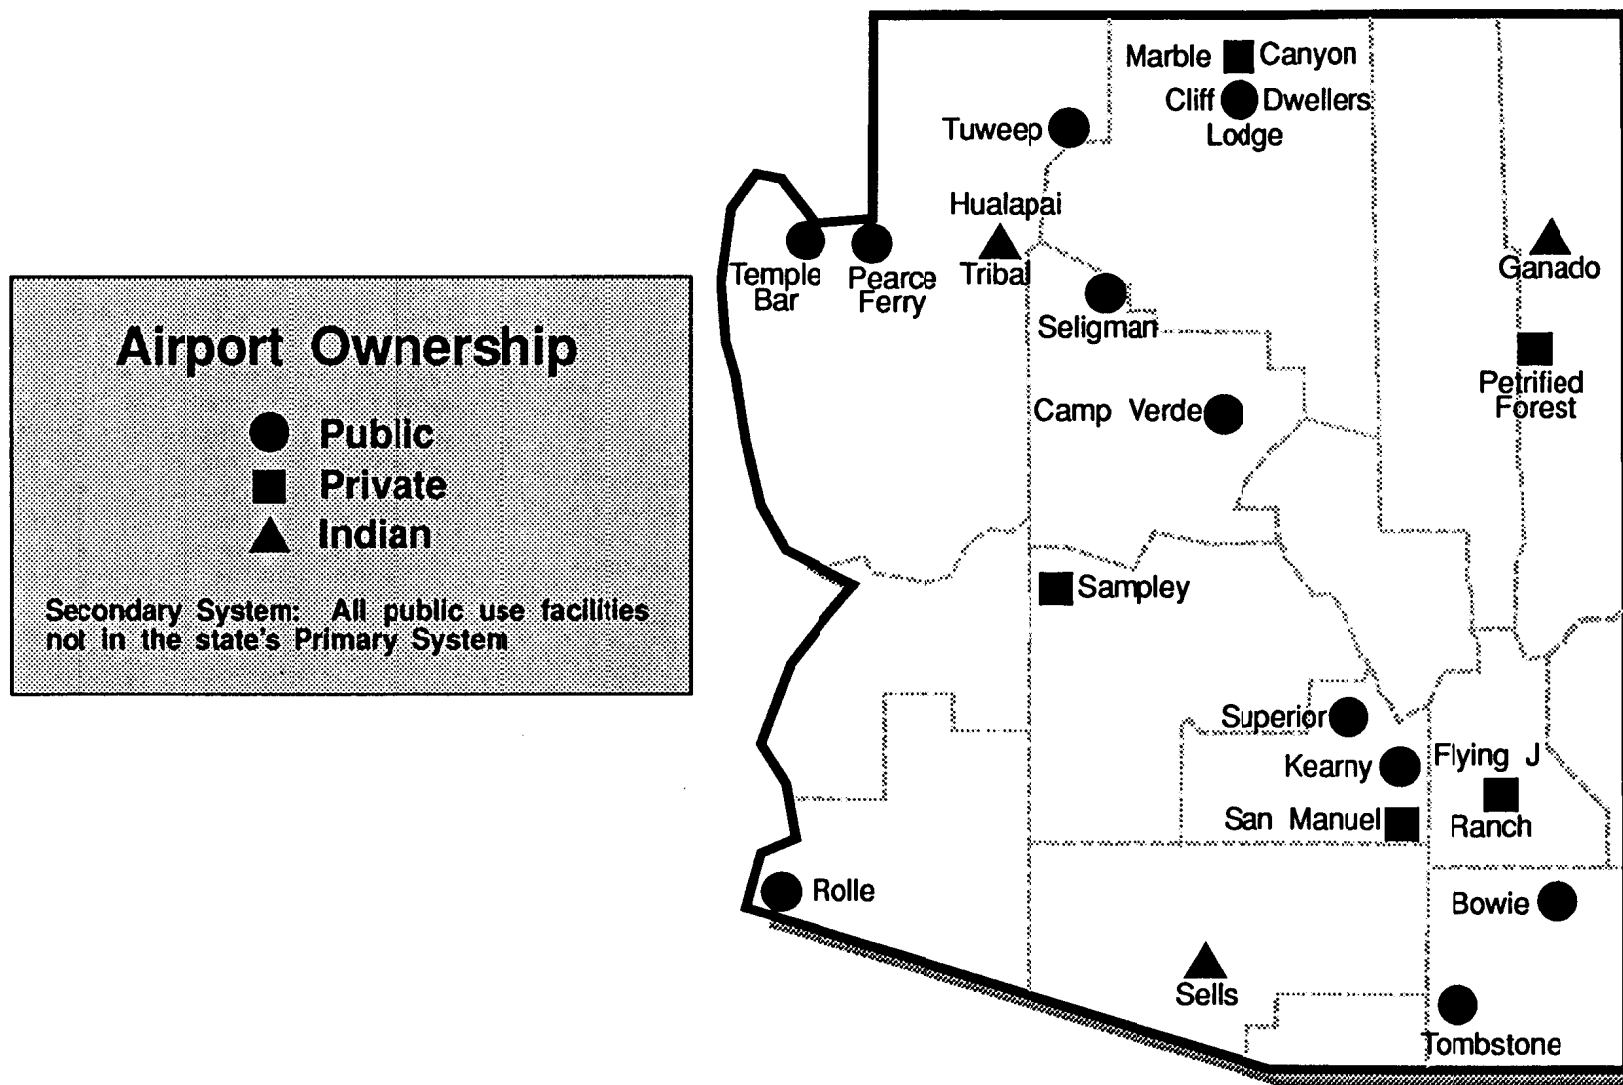 Airport Ownership
Public
Private
Indian
Secondary System: All public use facilities
not in the state's Primary System
Marble Canyon
Cliff Dwellers
Lodge
Tuweep
Hualapai
Tribal
Temple
Bar
Pearce
Ferry
Seligman
Ganado
Petrified
Forest
Camp Verde
Sampley
Superior
Kearny
Flying J
Ranch
San Manuel
Rolle
Bowie
Sells
Tombstone